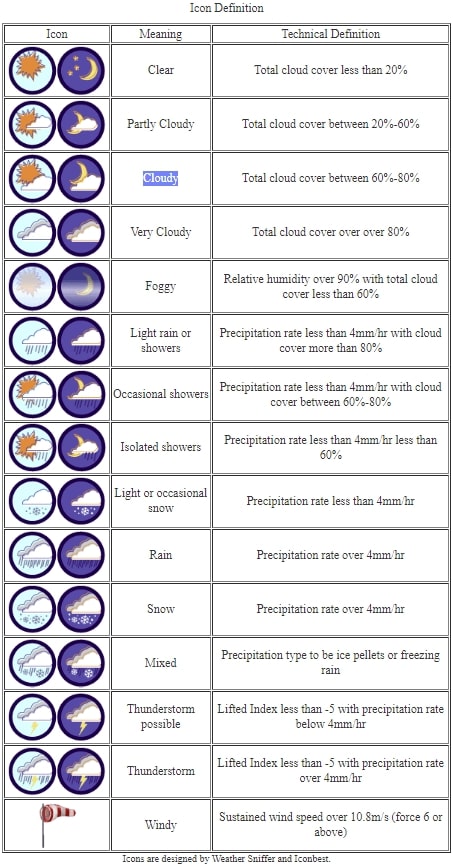 Icon Definition
Icon Meaning Technical Definition
Clear Total cloud cover less than 20%
Partly Cloudy Total cloud cover between 20%-60%
Cloudy Total cloud cover between 60%-80%
Very Cloudy Total cloud cover over over 80%
Foggy Relative humidity over 90% with total cloud
cover less than 60%
Light rain or
showers
Precipitation rate less than 4mm/hr with cloud
cover more than 80%
Occasional showers
Precipitation rate less than 4mm/hr with cloud
cover between 60%-80%
Isolated showers
Precipitation rate less than 4mm/hr less than
60%
Light or occasional
snow
Precipitation rate less than 4mm/hr
Rain Precipitation rate over 4mm/hr
Snow Precipitation rate over 4mm/hr
Mixed
Precipitation type to be ice pellets or freezing
rain
Thunderstorm
possible
Lifted Index less than -5 with precipitation rate
below 4mm/hr
Thunderstorm
Lifted Index less than -5 with precipitation rate
over 4mm/hr
Windy
Sustained wind speed over 10.8m/s (force 6 or
above)
Icons are designed by Weather Sniffer and Iconbest.